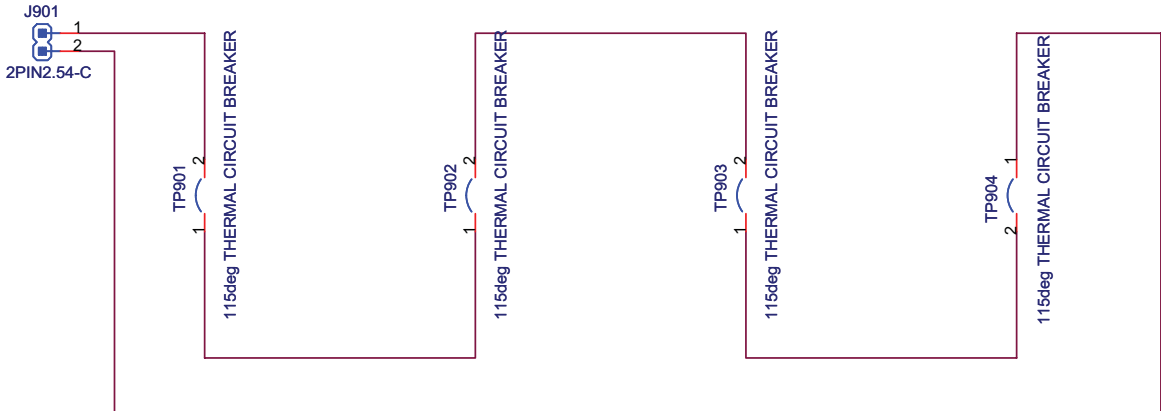 J901
1
2
2PIN2.54-C
TP901
2
1
115deg THERMAL CIRCUIT BREAKER
TP902
2
1
115deg THERMAL CIRCUIT BREAKER
TP903
2
1
115deg THERMAL CIRCUIT BREAKER
TP904
1
2
115deg THERMAL CIRCUIT BREAKER